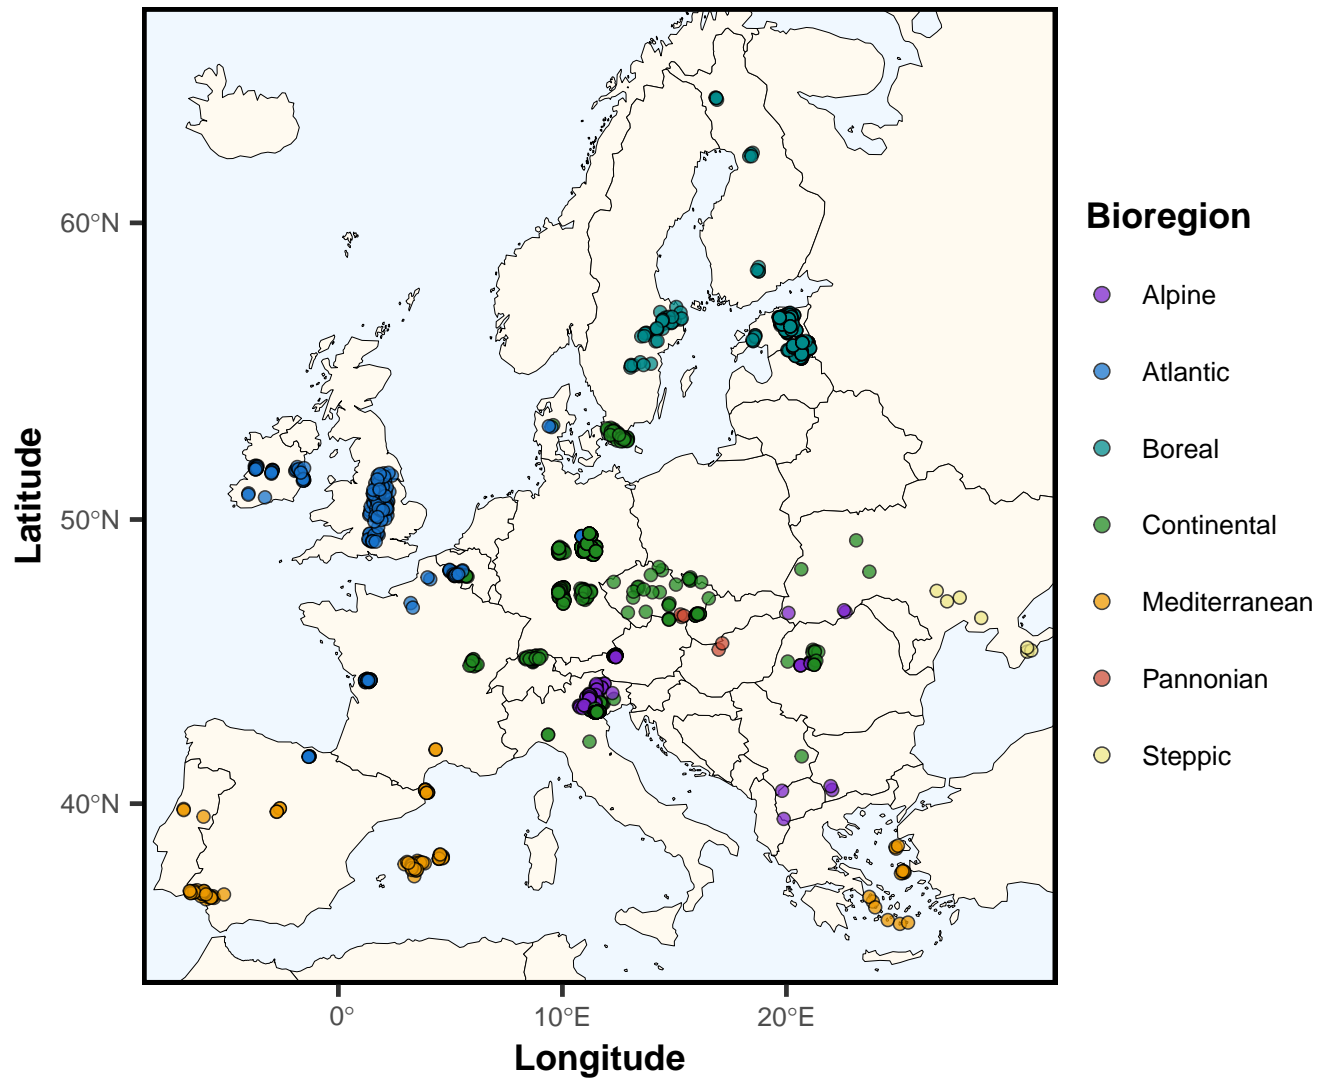 60°N
50°N
40°N
Latitude
0°
10°E
20°E
Longitude
Bioregion
Alpine
Atlantic
Boreal
Continental
Mediterranean
Pannonian
Steppic